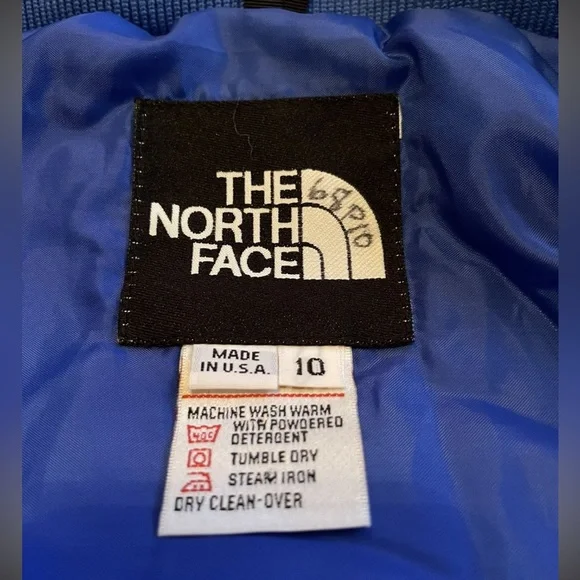 THE
NORTH
FACE
68P10
MADE
IN U.S.A.
10
MACHINE WASH WARM
WITH POWDERED
DETERGENT
TUMBLE DRY
STEAM IRON
DRY CLEAN-OVER